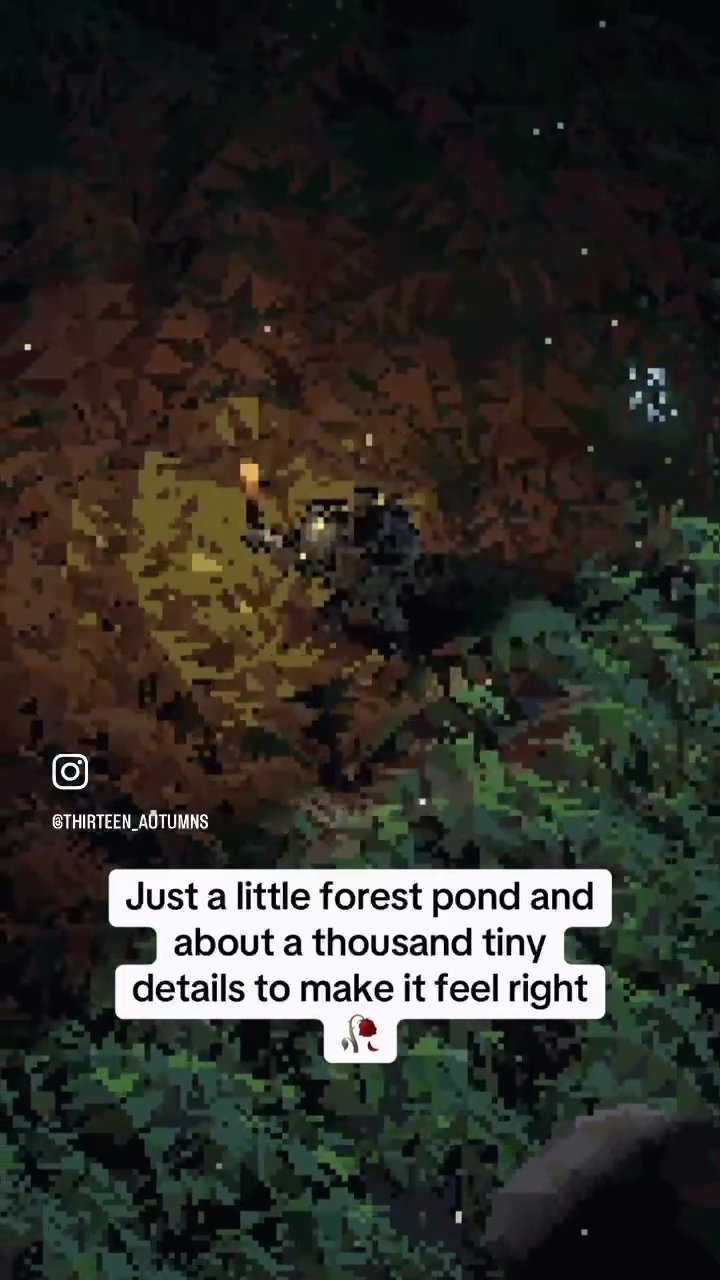 @THIRTEEN_AUTUMNS
Just a little forest pond and
about a thousand tiny
details to make it feel right
🥀